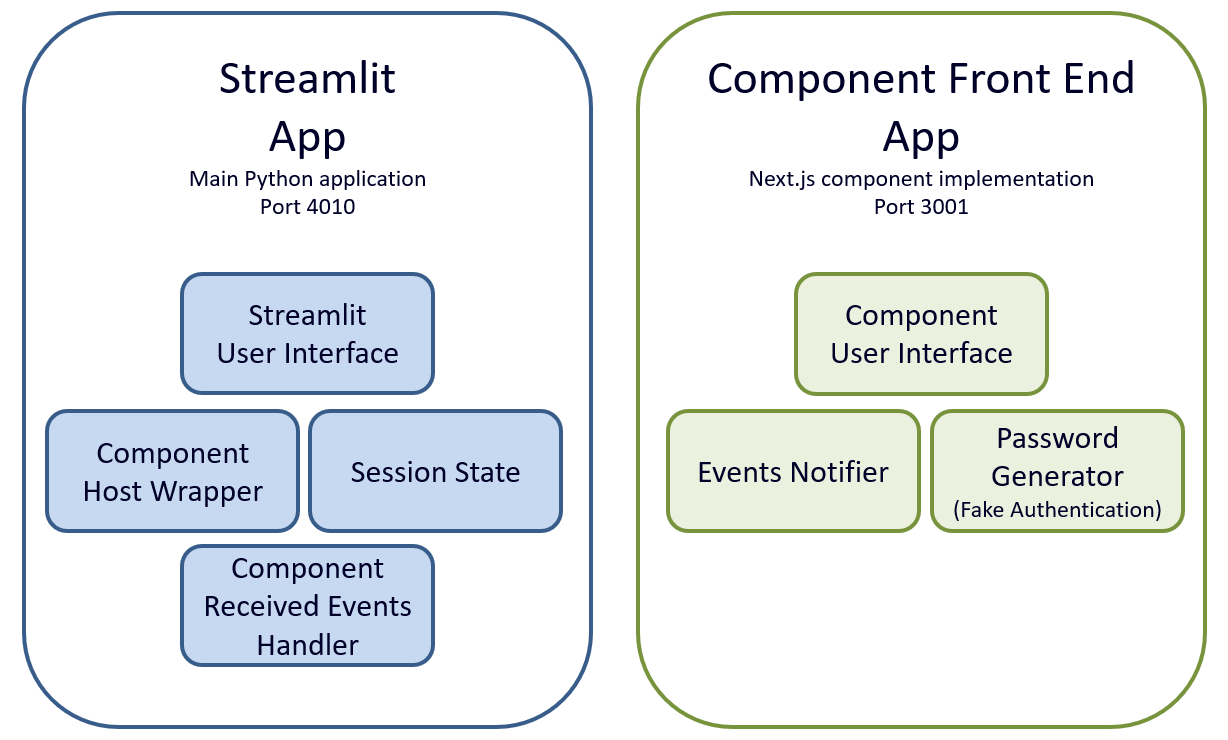 Streamlit
App
Main Python application
Port 4010
Streamlit
User Interface
Component
Host Wrapper
Session State
Component
Received Events
Handler
Component Front End
App
Next.js component implementation
Port 3001
Component
User Interface
Events Notifier
Password
Generator
(Fake Authentication)